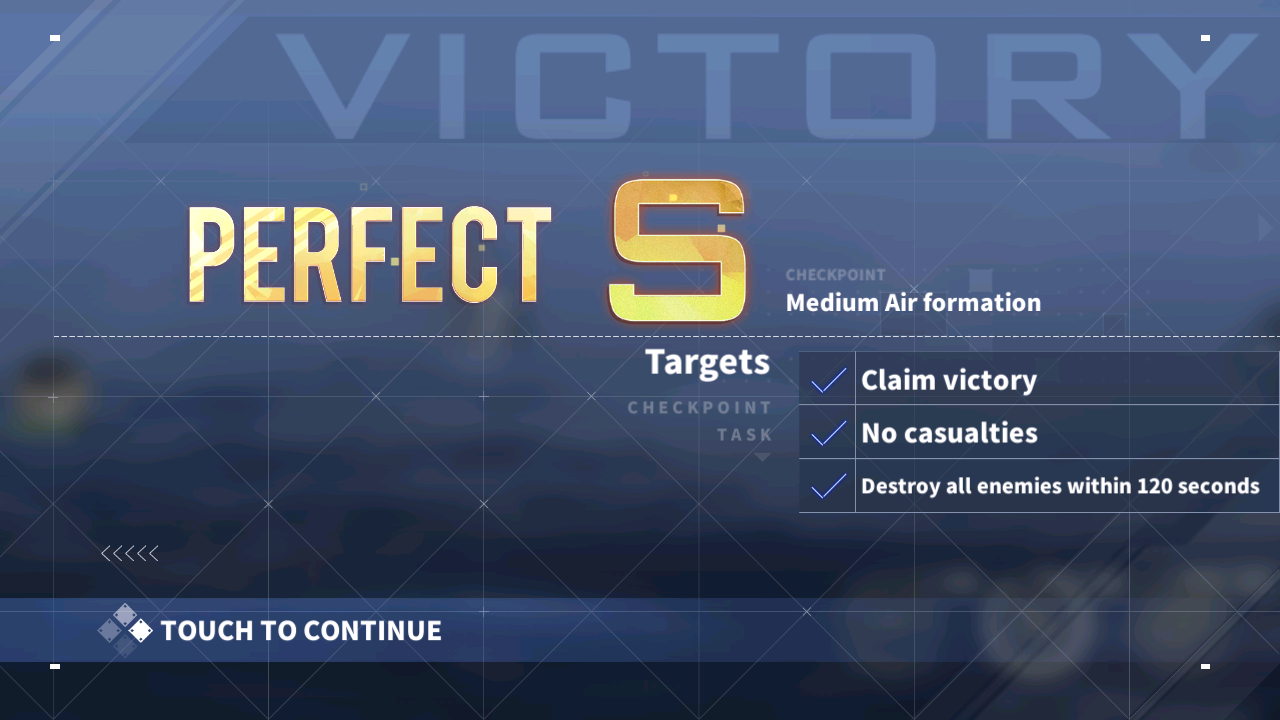 VICTORY
PERFECT S
CHECKPOINT
Medium Air formation
Targets
CHECKPOINT
TASK
Claim victory
No casualties
Destroy all enemies within 120 seconds
TOUCH TO CONTINUE